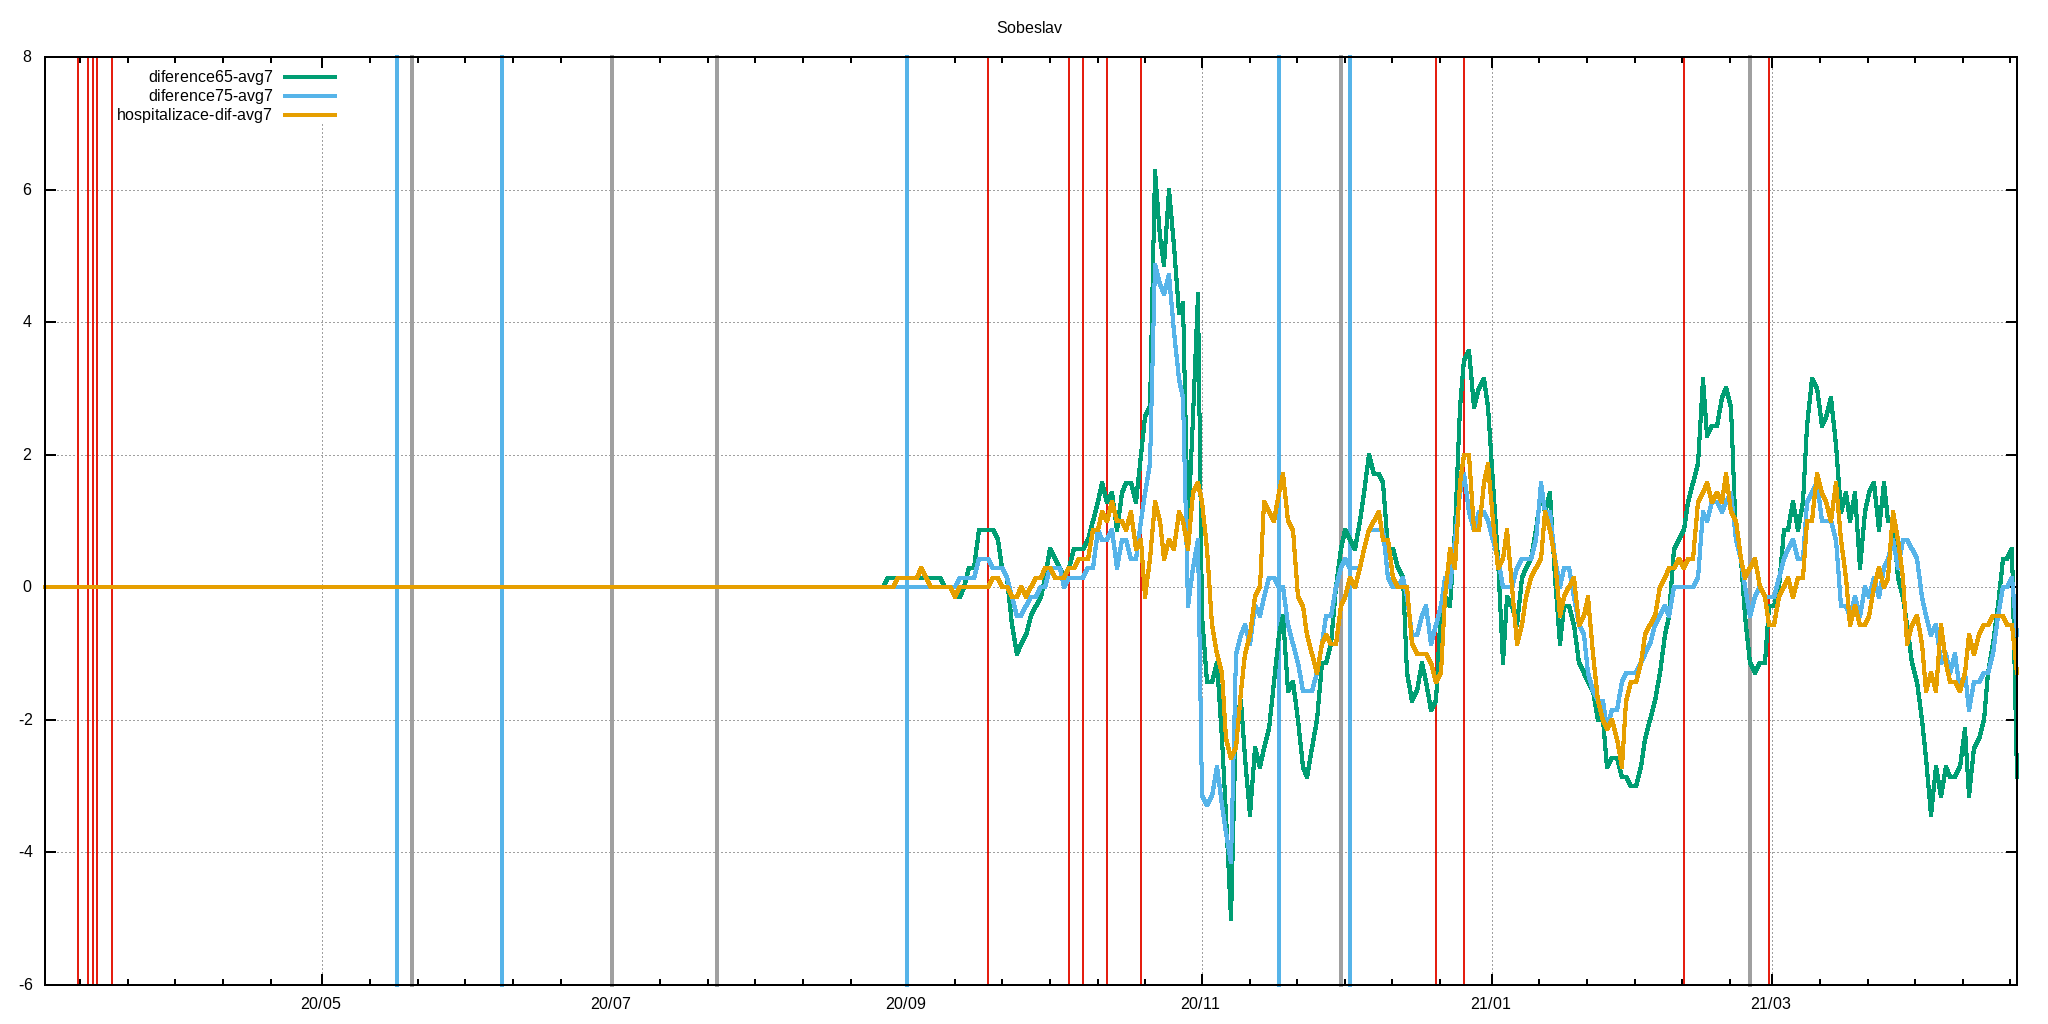 Sobeslav
8
diference65-avg7
diference75-avg7
hospitalizace-dif-avg7
6
4
2
0
-2
-4
-6
20/05 20/07 20/09 20/11 21/01 21/03